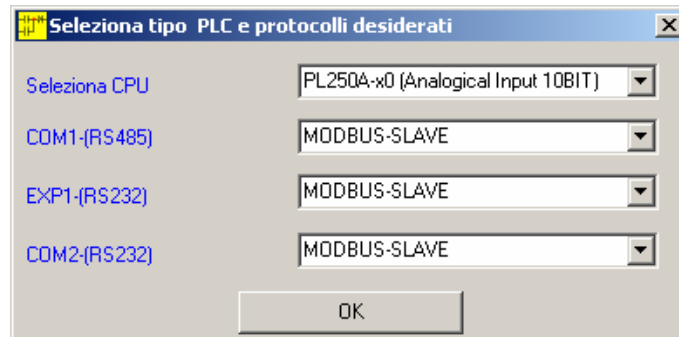 Seleziona tipo PLC e protocolli desiderati
Seleziona CPU PL250A-x0 (Analogical Input 10BIT)
COM1-(RS485) MODBUS-SLAVE
EXP1-(RS232) MODBUS-SLAVE
COM2-(RS232) MODBUS-SLAVE
OK